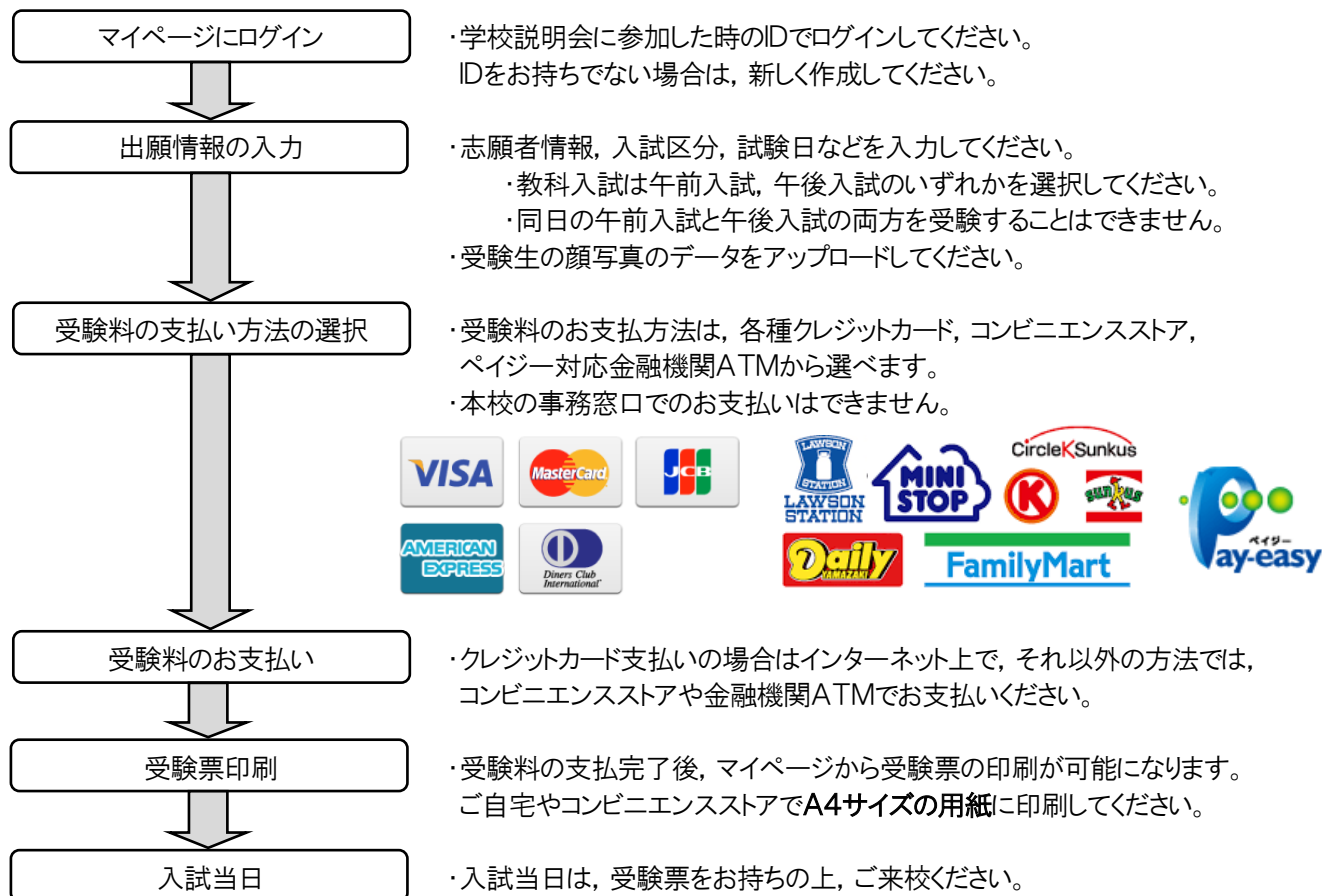 マイページにログイン
・学校説明会に参加した時のIDでログインしてください。
IDをお持ちでない場合は，新しく作成してください。
出願情報の入力
・志願者情報，入試区分，試験日などを入力してください。
・教科入試は午前入試，午後入試のいずれかを選択してください。
・同日の午前入試と午後入試の両方を受験することはできません。
・受験生の顔写真のデータをアップロードしてください。
受験料の支払い方法の選択
・受験料のお支払方法は，各種クレジットカード，コンビニエンスストア，
ペイジー対応金融機関ATMから選べます。
・本校の事務窓口でのお支払いはできません。
VISA
MasterCard
JCB
AMERICAN
EXPRESS
Diners Club
International
LAWSON
STATION
LAWSON
STATION
MINI
STOP
CircleKSunkus
K
sunkus
Daily
YAMAZAKI
FamilyMart
ペイジー
Pay-easy
受験料のお支払い
・クレジットカード支払いの場合はインターネット上で，それ以外の方法では，
コンビニエンスストアや金融機関ATMでお支払いください。
受験票印刷
・受験料の支払完了後，マイページから受験票の印刷が可能になります。
ご自宅やコンビニエンスストアでA4サイズの用紙に印刷してください。
入試当日
・入試当日は，受験票をお持ちの上，ご来校ください。